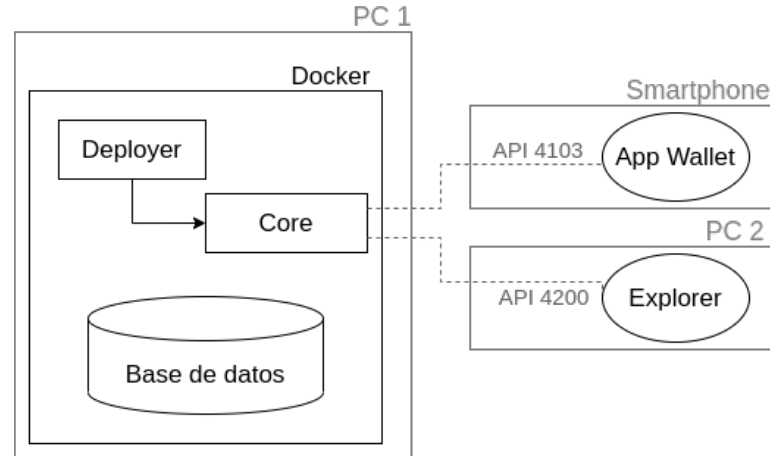 PC 1
Docker
Smartphone
Deployer
API 4103
App Wallet
Core
PC 2
API 4200
Explorer
Base de datos